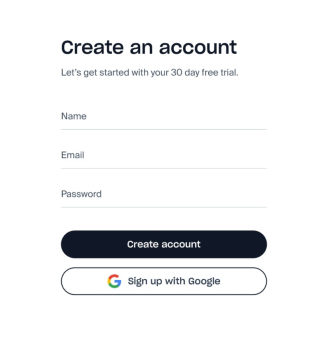 Create an account
Let's get started with your 30 day free trial.
Name
Email
Password
Create account
Sign up with Google